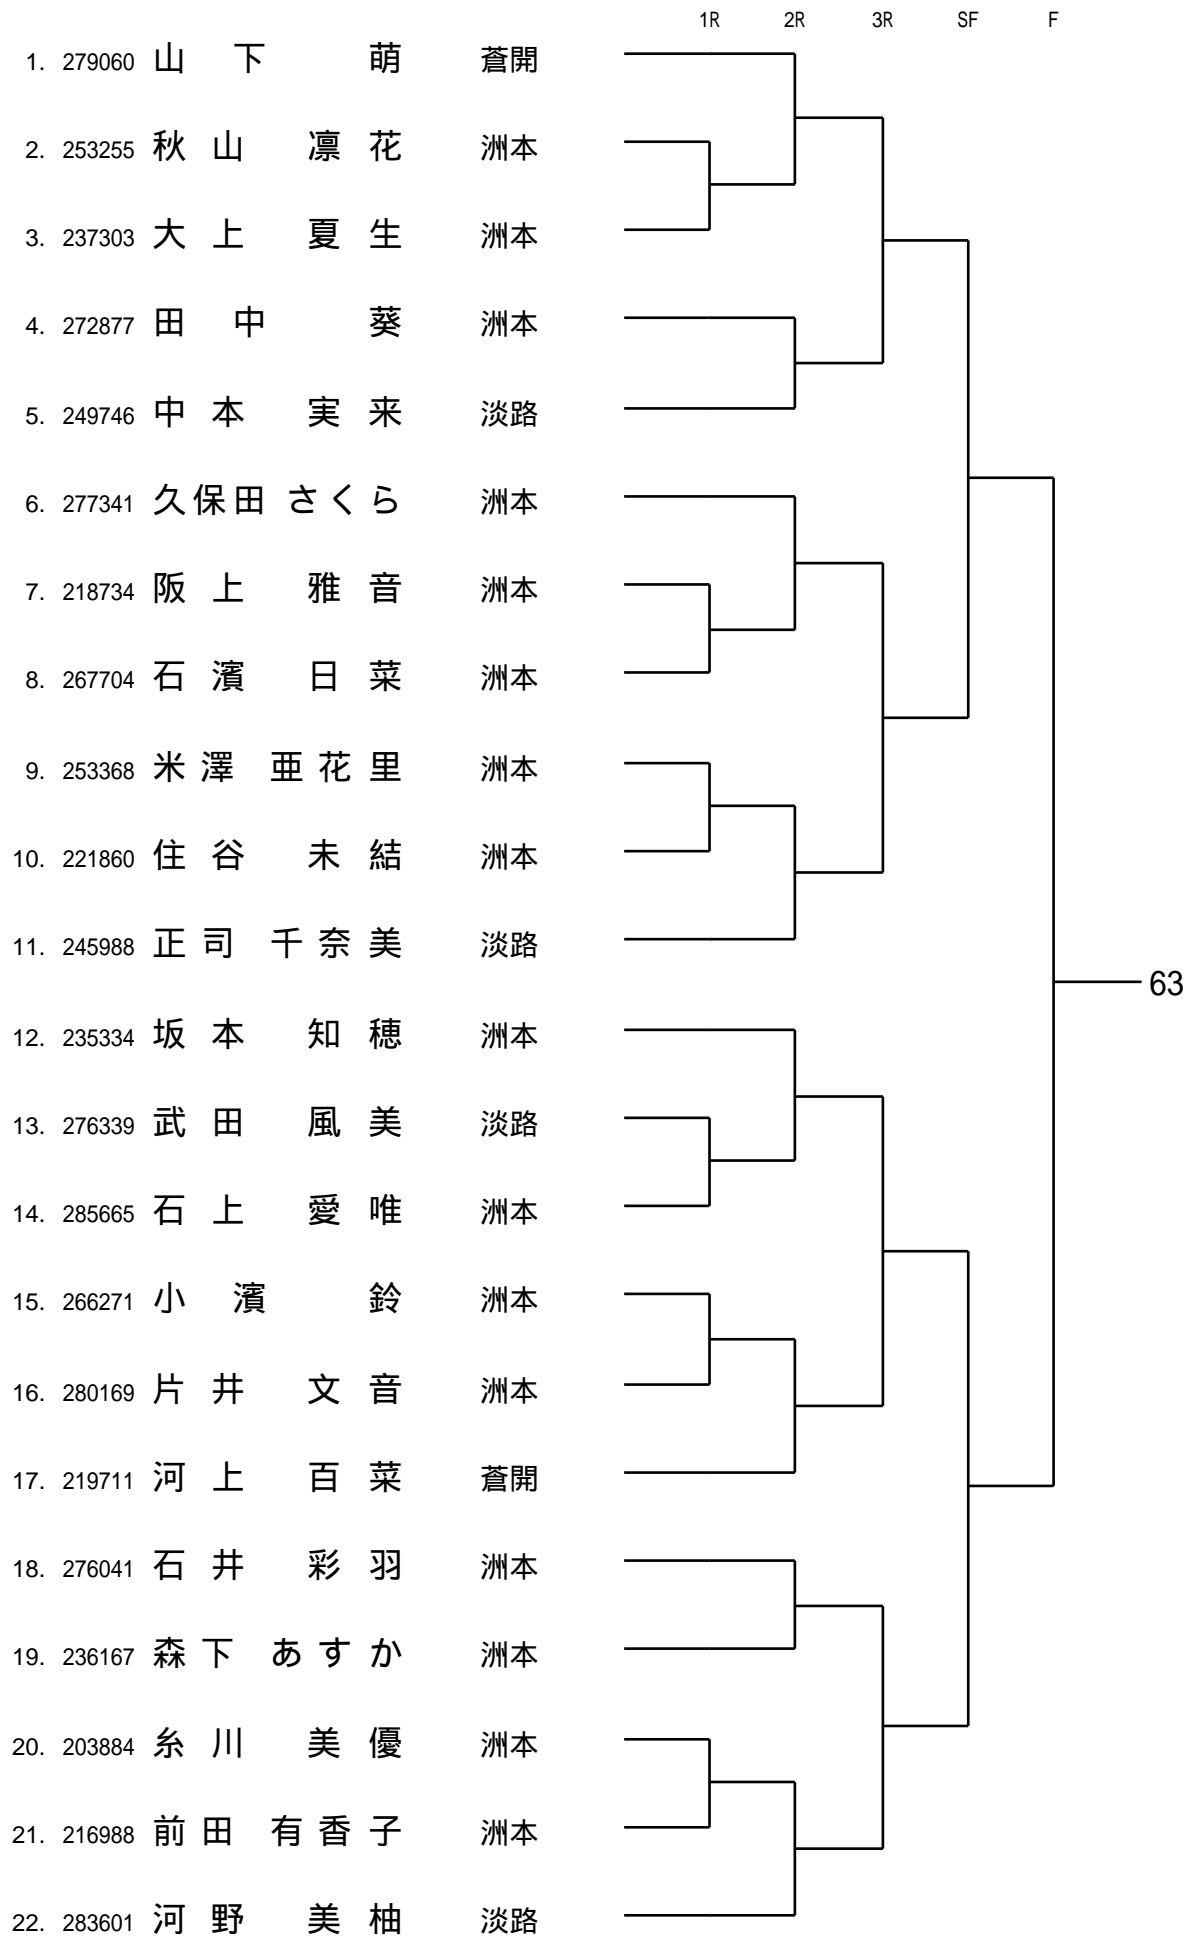 1R 2R 3R SF F
1. 279060 山下 萌 蒼開
2. 253255 秋山 凛花 洲本
3. 237303 大上 夏生 洲本
4. 272877 田中 葵 洲本
5. 249746 中本 実来 淡路
6. 277341 久保田 さくら 洲本
7. 218734 阪上 雅音 洲本
8. 267704 石濱 日菜 洲本
9. 253368 米澤 亜花里 洲本
10. 221860 住谷 未結 洲本
11. 245988 正司 千奈美 淡路
63
12. 235334 坂本 知穂 洲本
13. 276339 武田 風美 淡路
14. 285665 石上 愛唯 洲本
15. 266271 小濱 鈴 洲本
16. 280169 片井 文音 洲本
17. 219711 河上 百菜 蒼開
18. 276041 石井 彩羽 洲本
19. 236167 森下 あすか 洲本
20. 203884 糸川 美優 洲本
21. 216988 前田 有香子 洲本
22. 283601 河野 美柚 淡路